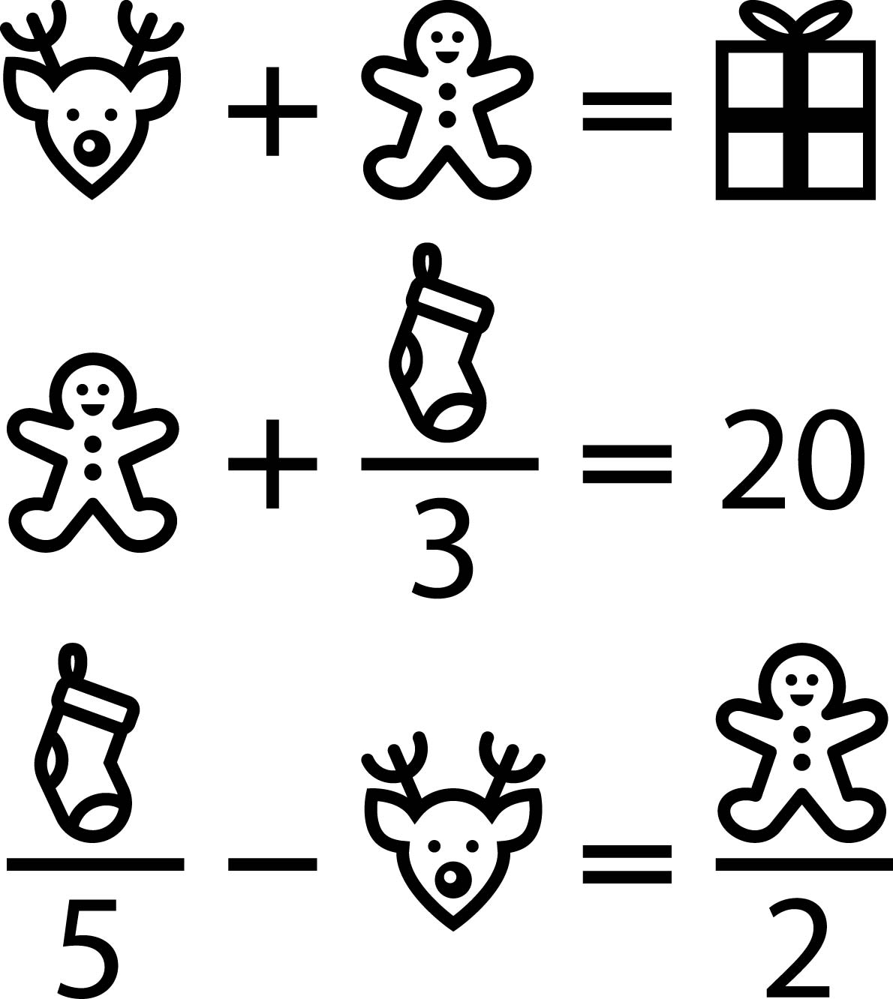 + =
+ 3 = 20
5 − = 2